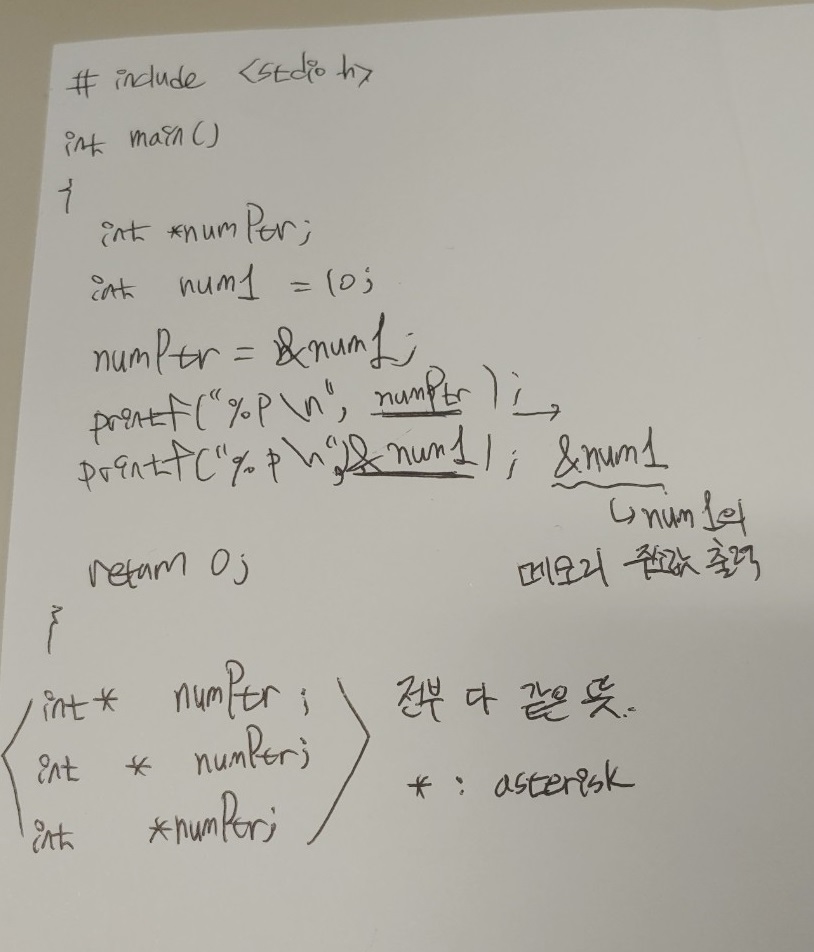 # include <stdio h>
int main()
{
int *numPtr;
int num1 = 10;
numPtr = &num1;
printf("%p \n", numPtr);
printf("%p \n", &num1); &num1
num1의
return 0; 메모리 주소값 출력
}
int* numPtr; 전부 다 같은 뜻.
int * numPtr;
* : asterisk
int *numPtr;